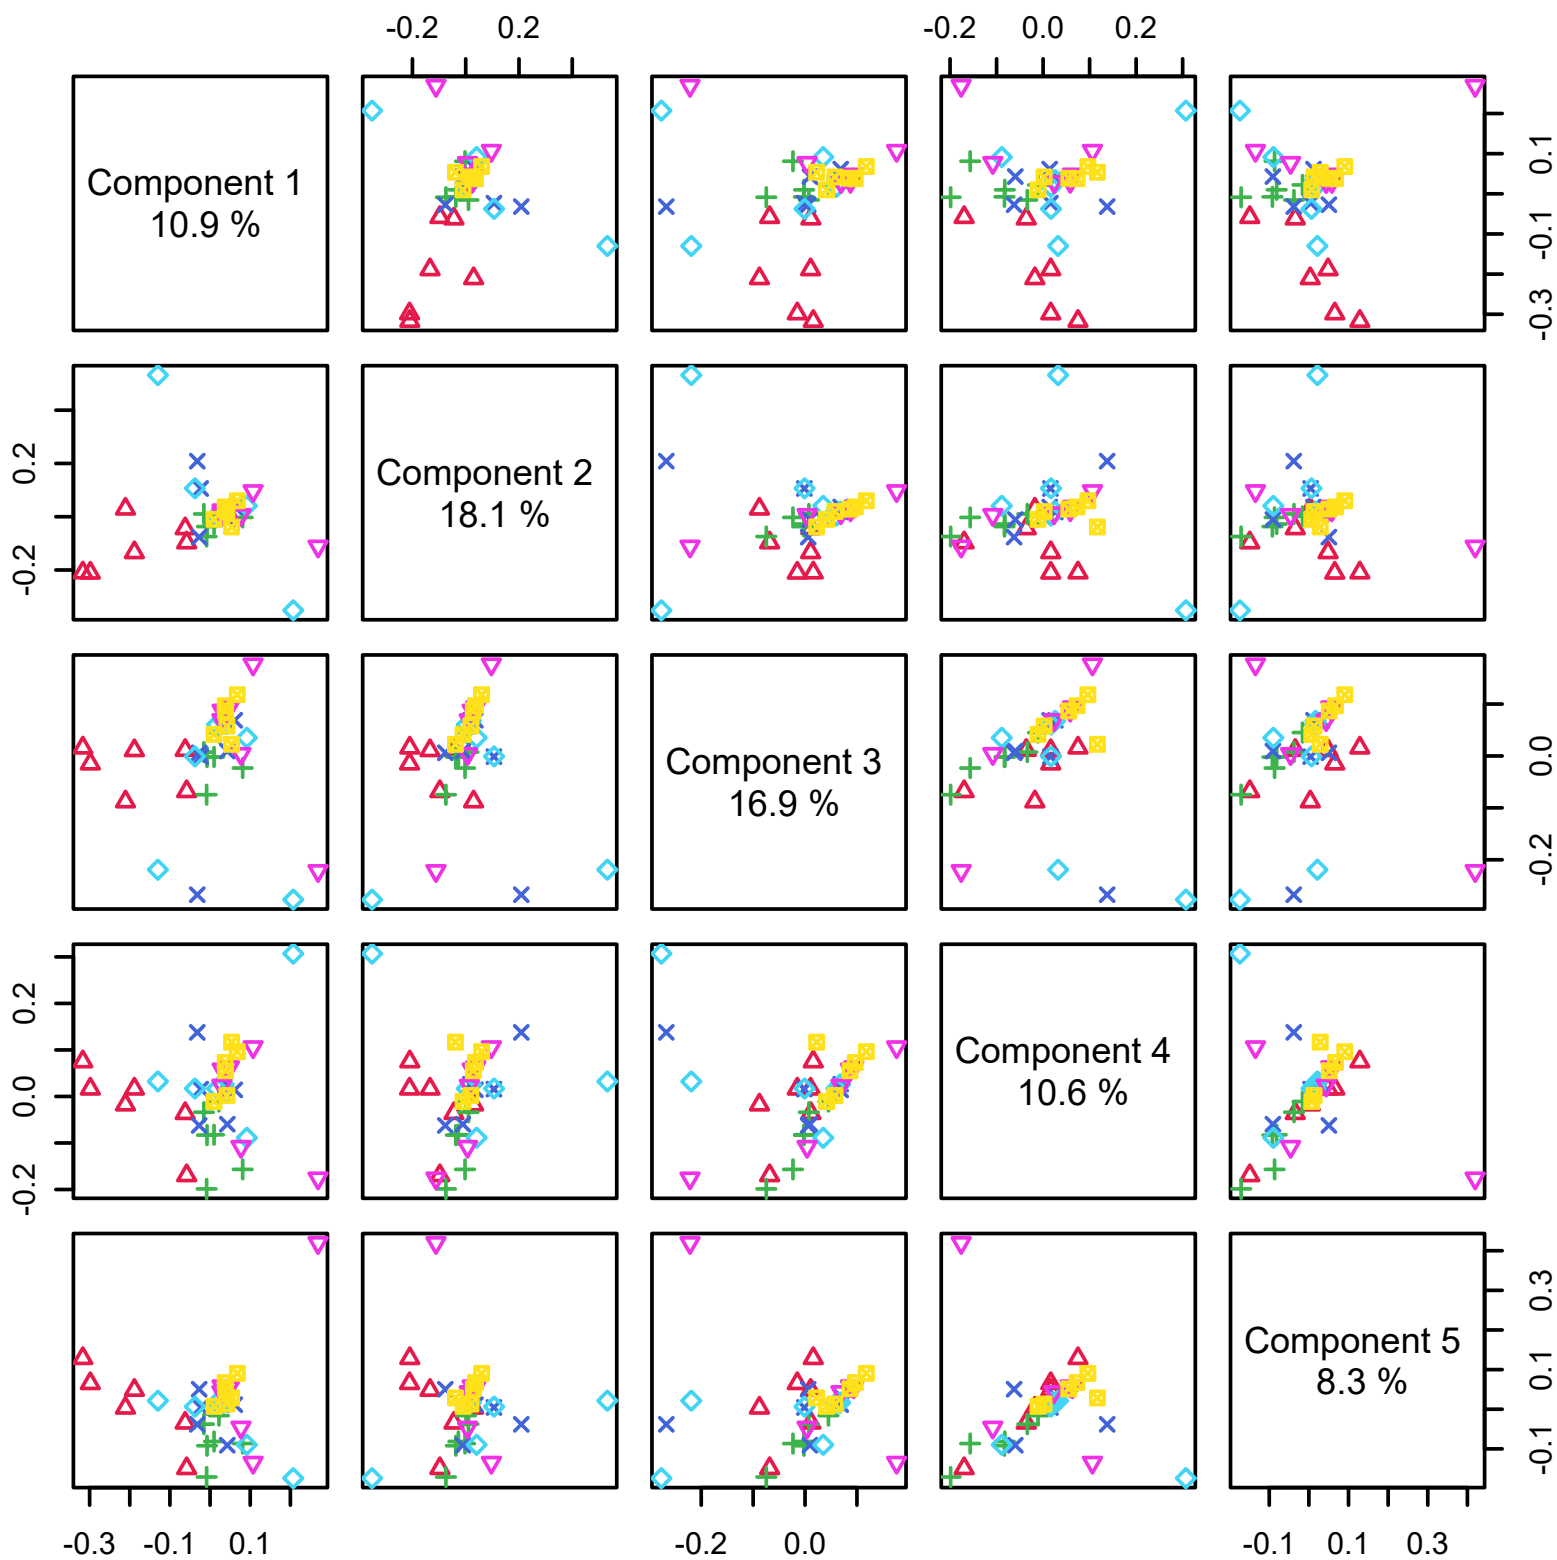 -0.2 0.2 -0.2 0.0 0.2
Component 1
10.9 %
-0.3 -0.1 0.1
-0.2 0.2
Component 2
18.1 %
Component 3
16.9 %
-0.2 0.0
-0.2 0.0 0.2
Component 4
10.6 %
Component 5
8.3 %
-0.1 0.1 0.3
-0.3 -0.1 0.1 -0.2 0.0 -0.1 0.1 0.3